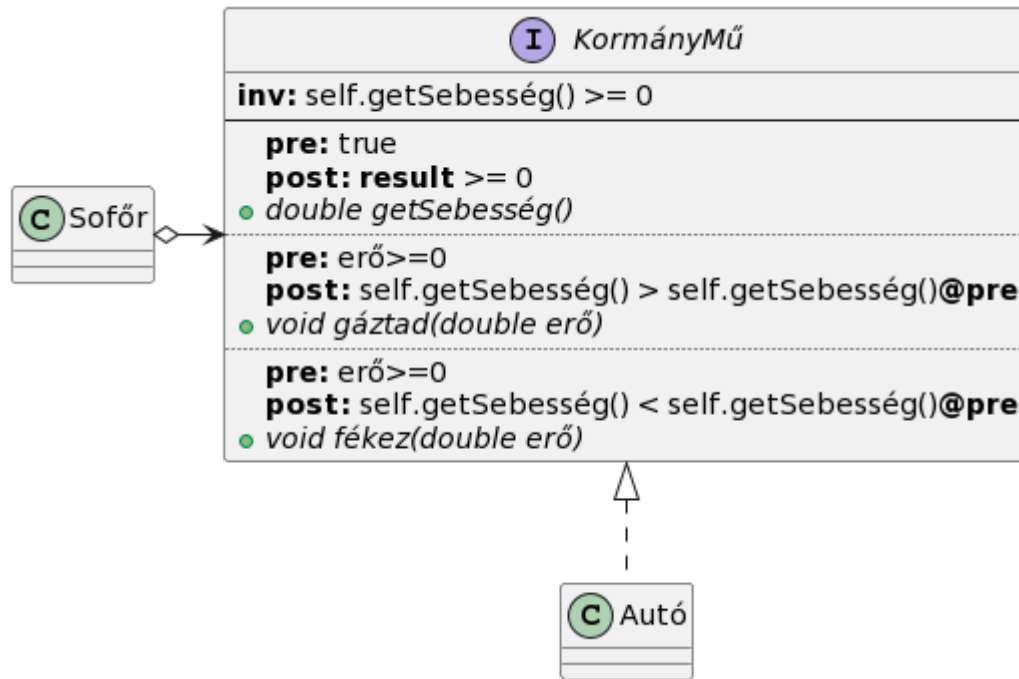 I KormányMű
inv: self.getSebesség() >= 0
pre: true
post: result >= 0
double getSebesség()
C Sofőr
pre: erő>=0
post: self.getSebesség() > self.getSebesség()@pre
void gáztad(double erő)
pre: erő>=0
post: self.getSebesség() < self.getSebesség()@pre
void fékez(double erő)
C Autó